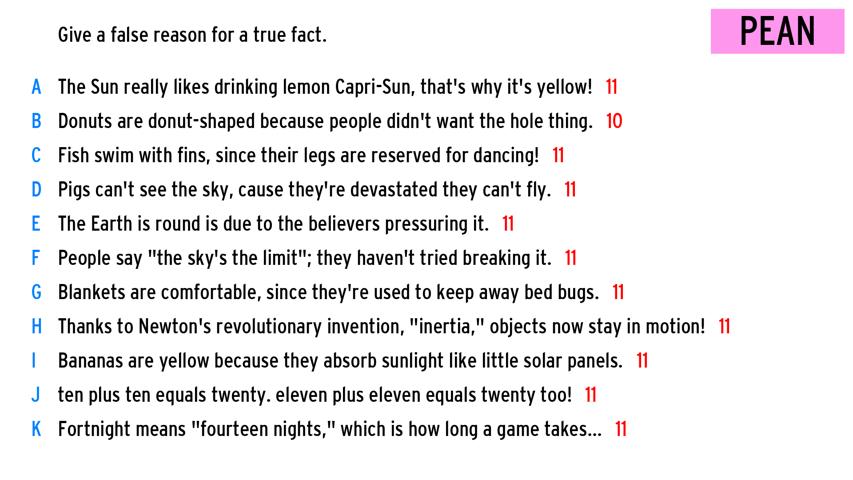 Give a false reason for a true fact.
PEAN
A The Sun really likes drinking lemon Capri-Sun, that's why it's yellow! 11
B Donuts are donut-shaped because people didn't want the hole thing. 10
C Fish swim with fins, since their legs are reserved for dancing! 11
D Pigs can't see the sky, cause they're devastated they can't fly. 11
E The Earth is round is due to the believers pressuring it. 11
F People say "the sky's the limit"; they haven't tried breaking it. 11
G Blankets are comfortable, since they're used to keep away bed bugs. 11
H Thanks to Newton's revolutionary invention, "inertia," objects now stay in motion! 11
I Bananas are yellow because they absorb sunlight like little solar panels. 11
J ten plus ten equals twenty. eleven plus eleven equals twenty too! 11
K Fortnight means "fourteen nights," which is how long a game takes... 11